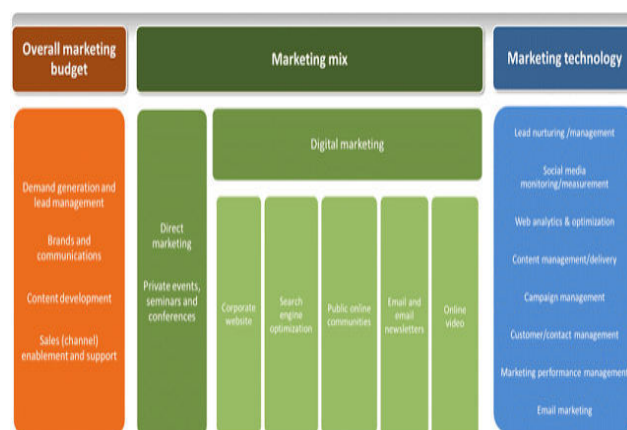 Overall marketing
budget
Marketing mix
Marketing technology
Demand generation and
lead management
Brands and
communications
Content development
Sales (channel)
enablement and support
Direct
marketing
Private events,
seminars and
conferences
Digital marketing
Corporate
website
Search
engine
optimization
Public online
communities
Email and
email
newsletters
Online
video
Lead nurturing /management
Social media
monitoring/measurement
Web analytics & optimization
Content management/delivery
Campaign management
Customer/contact management
Marketing performance management
Email marketing